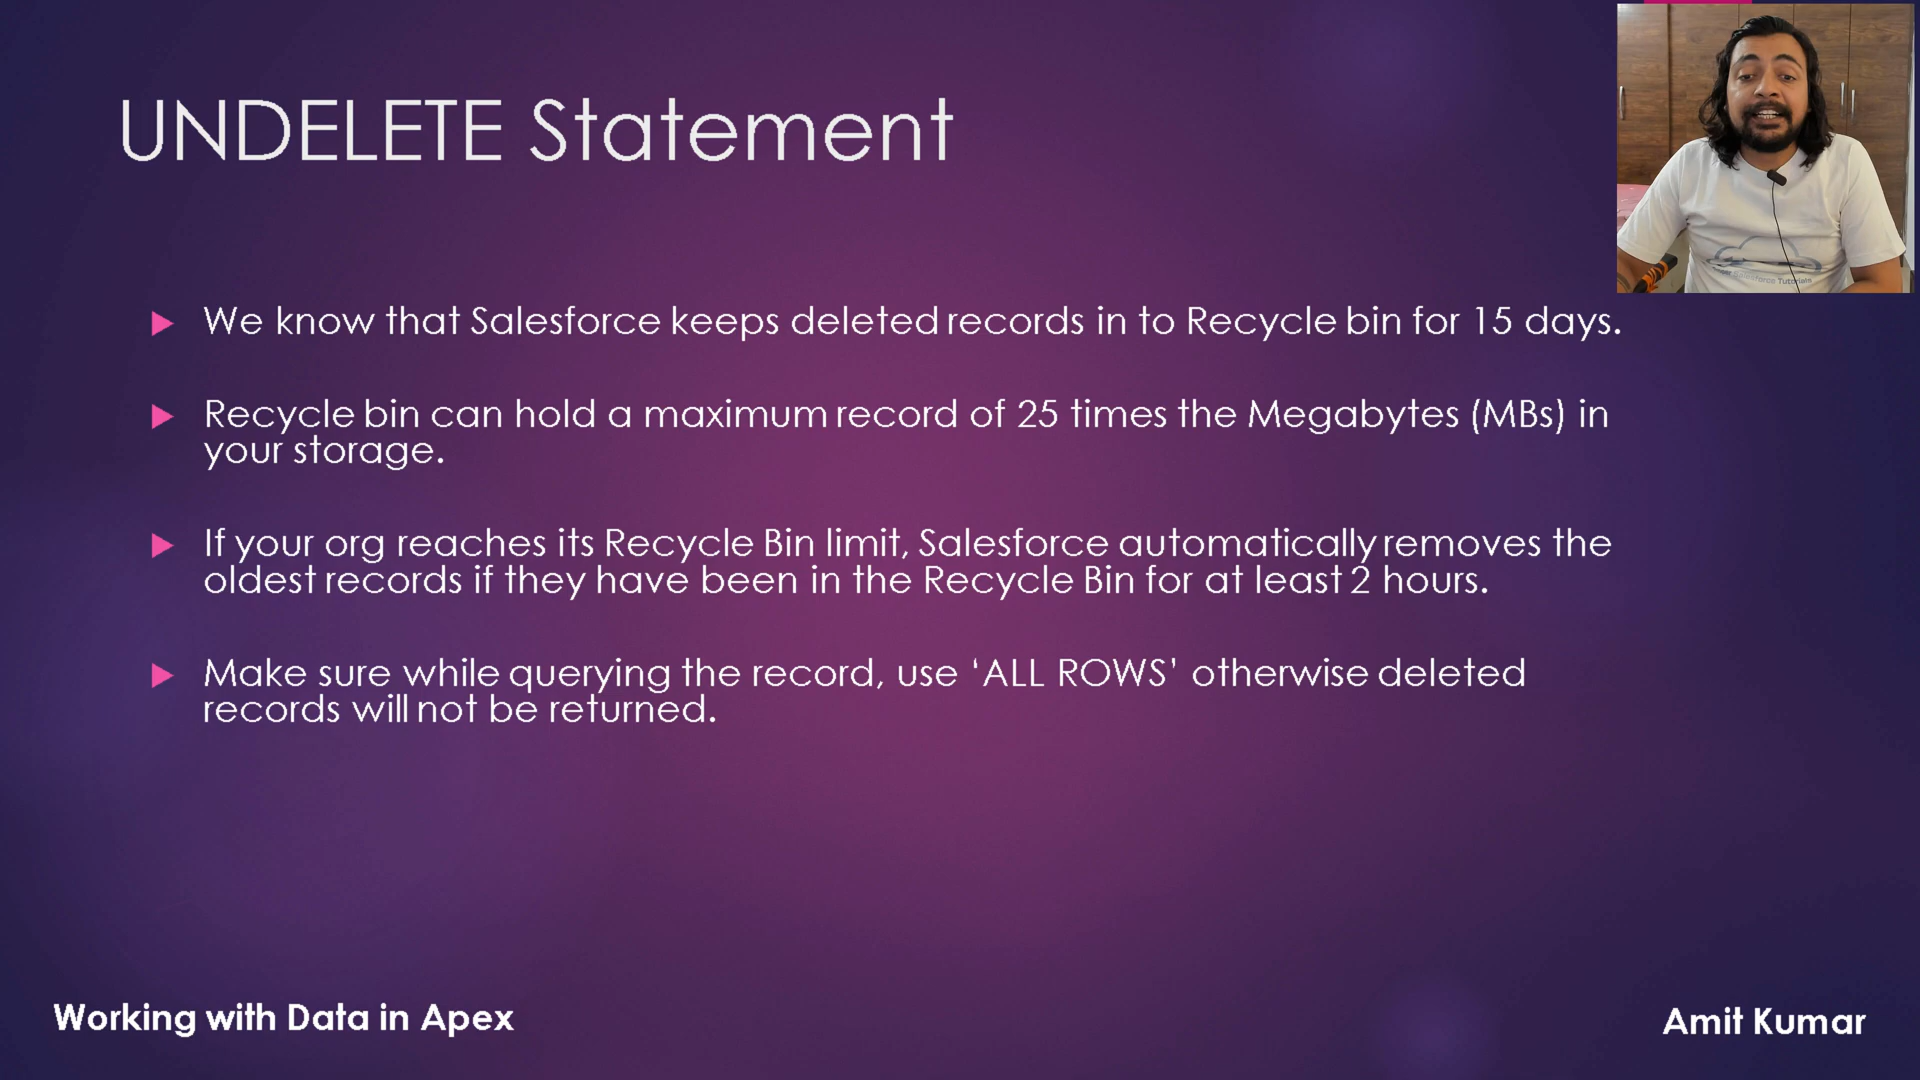 UNDELETE Statement
We know that Salesforce keeps deleted records in to Recycle bin for 15 days.
Recycle bin can hold a maximum record of 25 times the Megabytes (MBs) in
your storage.
If your org reaches its Recycle Bin limit, Salesforce automatically removes the
oldest records if they have been in the Recycle Bin for at least 2 hours.
Make sure while querying the record, use ‘ALL ROWS’ otherwise deleted
records will not be returned.
Working with Data in Apex
Amit Kumar